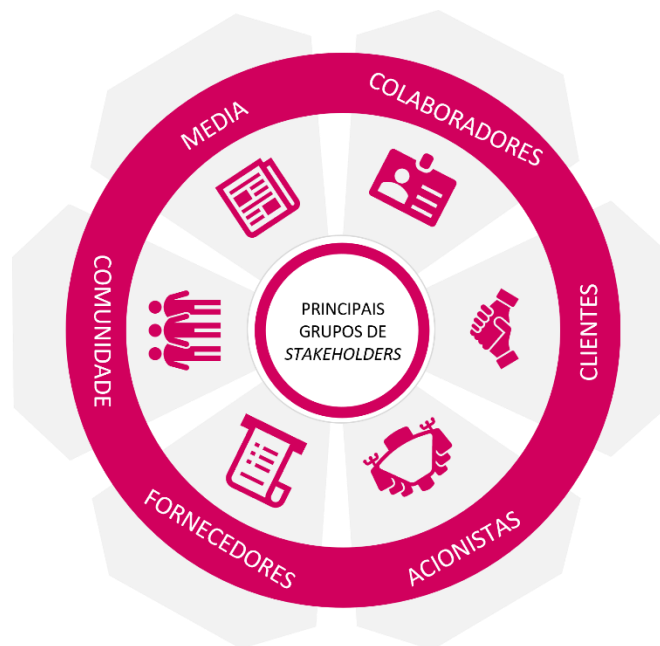 MEDIA
COLABORADORES
COMUNIDADE
PRINCIPAIS
GRUPOS DE
STAKEHOLDERS
CLIENTES
FORNECEDORES
ACIONISTAS